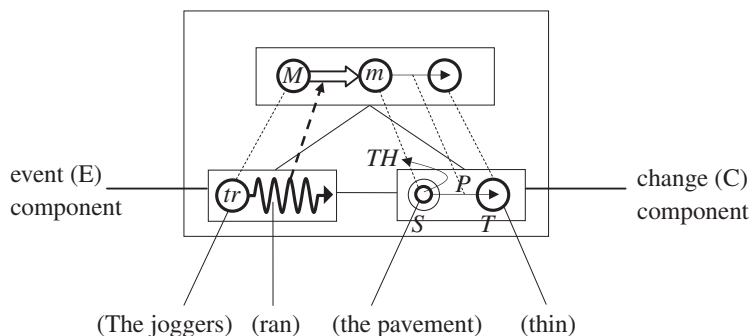 M m
TH
event (E) change (C)
component component
tr P
S T
(The joggers) (ran) (the pavement) (thin)